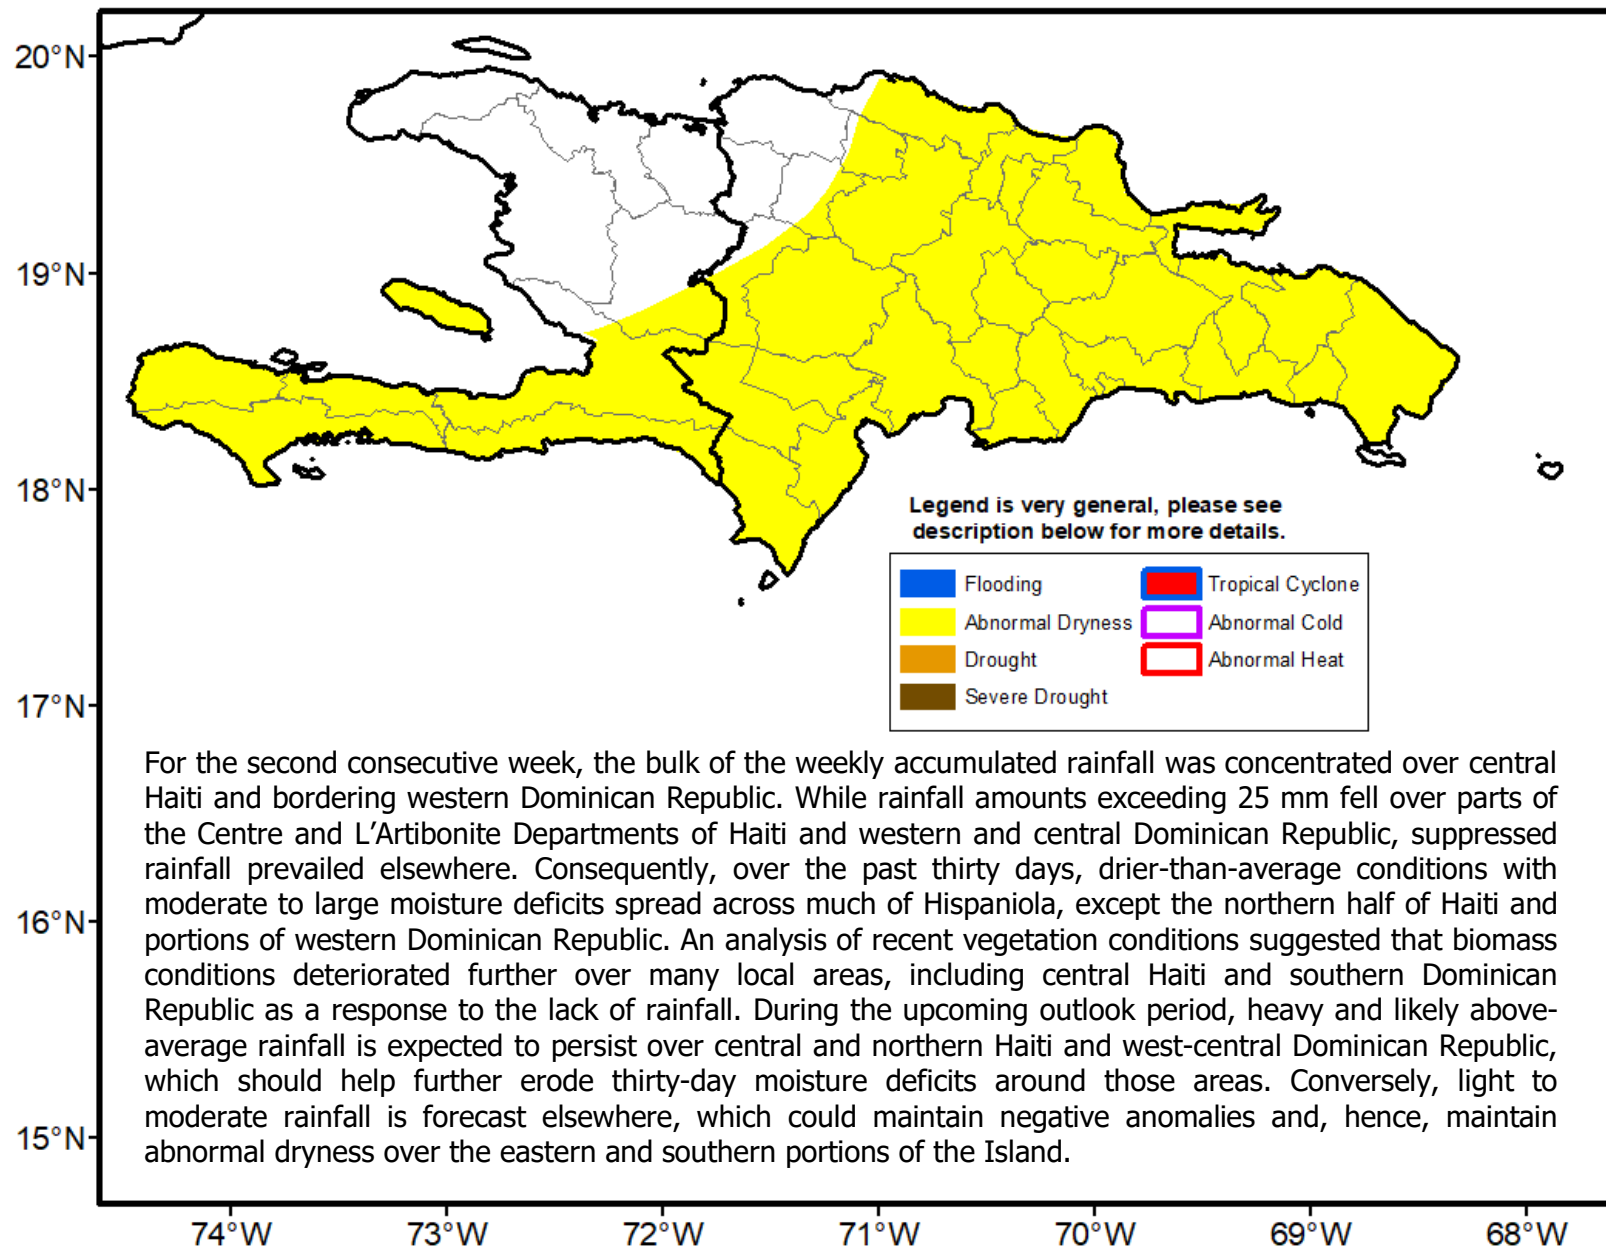 20°N
19°N
18°N
17°N
16°N
15°N
Legend is very general, please see
description below for more details.
Flooding
Tropical Cyclone
Abnormal Dryness
Abnormal Cold
Drought
Abnormal Heat
Severe Drought
For the second consecutive week, the bulk of the weekly accumulated rainfall was concentrated over central
Haiti and bordering western Dominican Republic. While rainfall amounts exceeding 25 mm fell over parts of
the Centre and L’Artibonite Departments of Haiti and western and central Dominican Republic, suppressed
rainfall prevailed elsewhere. Consequently, over the past thirty days, drier-than-average conditions with
moderate to large moisture deficits spread across much of Hispaniola, except the northern half of Haiti and
portions of western Dominican Republic. An analysis of recent vegetation conditions suggested that biomass
conditions deteriorated further over many local areas, including central Haiti and southern Dominican
Republic as a response to the lack of rainfall. During the upcoming outlook period, heavy and likely above-
average rainfall is expected to persist over central and northern Haiti and west-central Dominican Republic,
which should help further erode thirty-day moisture deficits around those areas. Conversely, light to
moderate rainfall is forecast elsewhere, which could maintain negative anomalies and, hence, maintain
abnormal dryness over the eastern and southern portions of the Island.
74°W 73°W 72°W 71°W 70°W 69°W 68°W